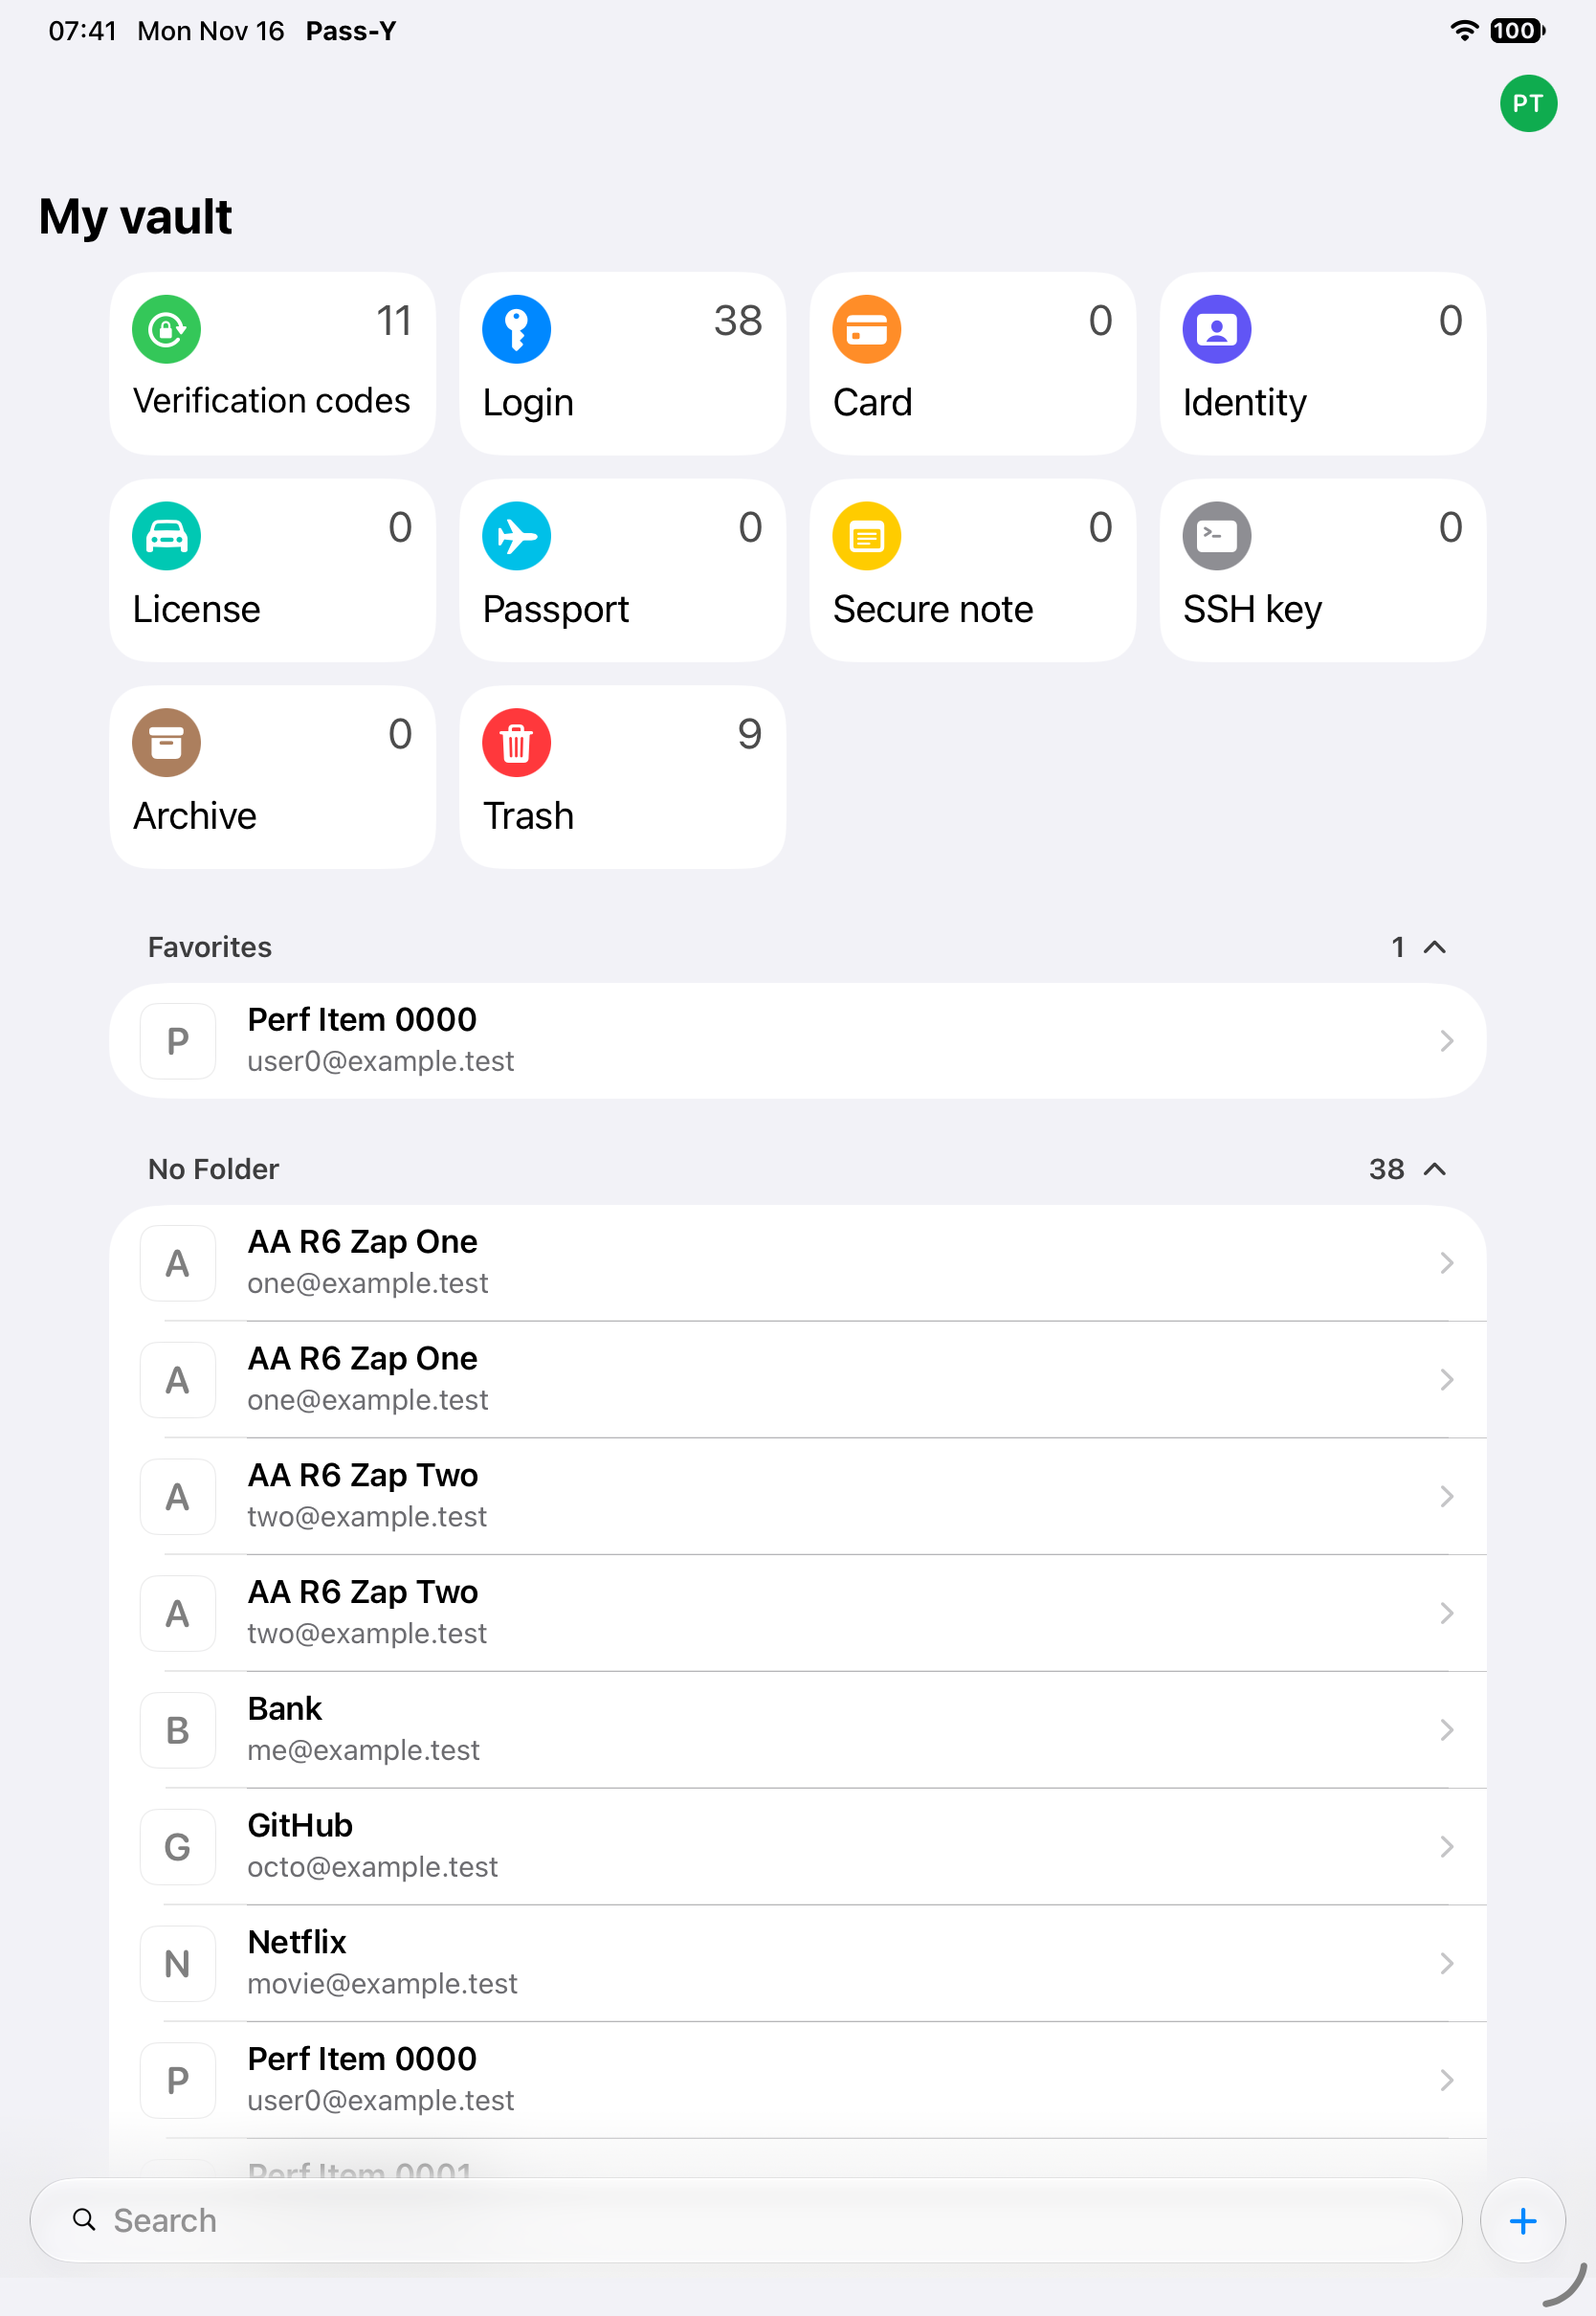 07:41 Mon Nov 16 Pass-Y 100
PT
My vault
11
Verification codes
38
Login
0
Card
0
Identity
0
License
0
Passport
0
Secure note
>-
0
SSH key
0
Archive
9
Trash
Favorites 1
P
Perf Item 0000
user0@example.test
No Folder 38
A
AA R6 Zap One
one@example.test
A
AA R6 Zap One
one@example.test
A
AA R6 Zap Two
two@example.test
A
AA R6 Zap Two
two@example.test
B
Bank
me@example.test
G
GitHub
octo@example.test
N
Netflix
movie@example.test
P
Perf Item 0000
user0@example.test
Perf Item 0001
Search